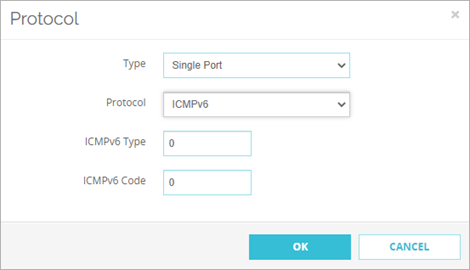 Protocol ×
Type Single Port
Protocol ICMPv6
ICMPv6 Type 0
ICMPv6 Code 0
OK CANCEL